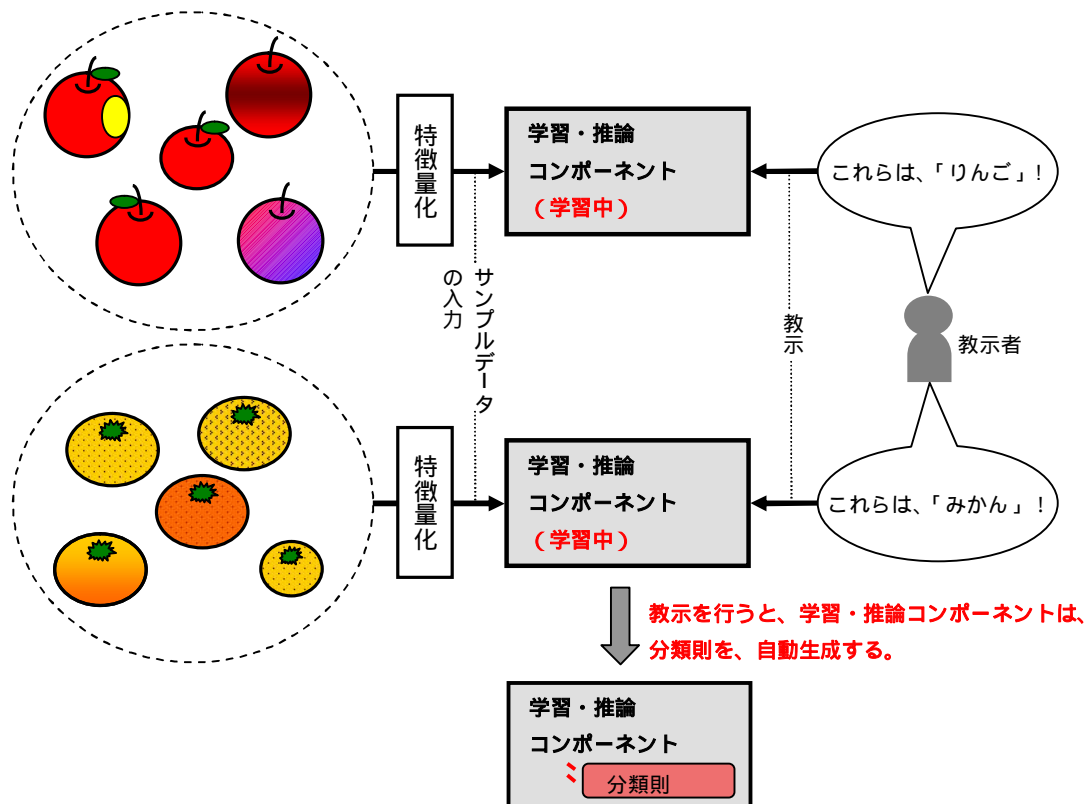 特徴量化
学習・推論
コンポーネント
(学習中)
これらは、「りんご」!
サンプルデータ
の入力
教示
教示者
特徴量化
学習・推論
コンポーネント
(学習中)
これらは、「みかん」!
教示を行うと、学習・推論コンポーネントは、
分類則を、自動生成する。
学習・推論
コンポーネント
分類則